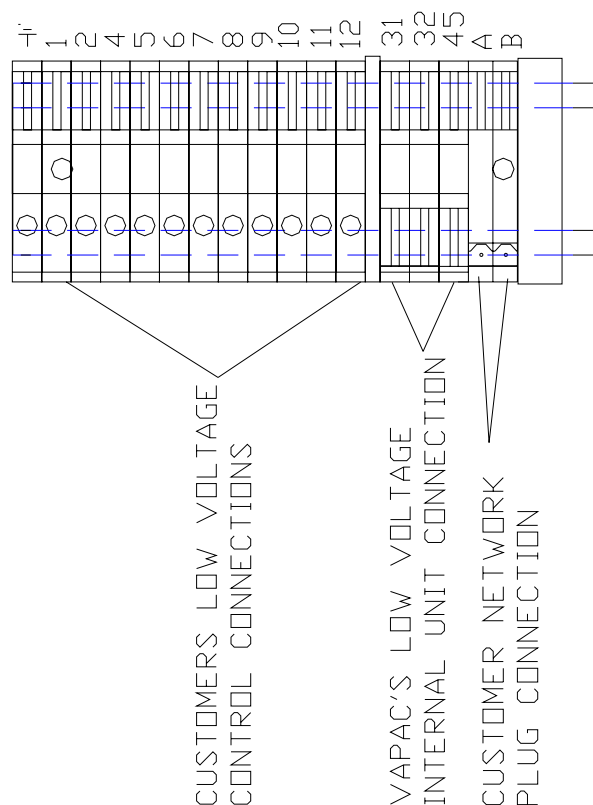 1
2
4
5
6
7
8
9
10
11
12
31
32
45
A
B
CUSTOMERS LOW VOLTAGE
CONTROL CONNECTIONS
VAPAC'S LOW VOLTAGE
INTERNAL UNIT CONNECTION
CUSTOMER NETWORK
PLUG CONNECTION